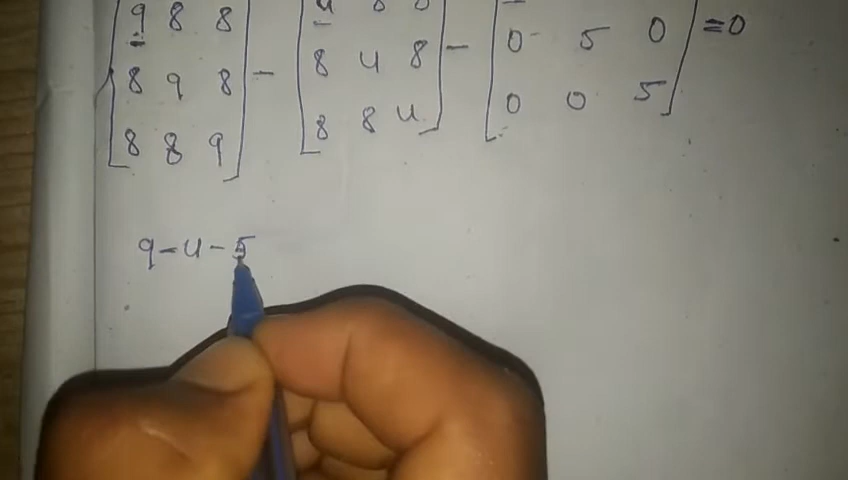 9 8 8
8 9 8
8 8 9
-
8 4 8
8 8 4
-
0 5 0
0 0 5
=0
9-4-5